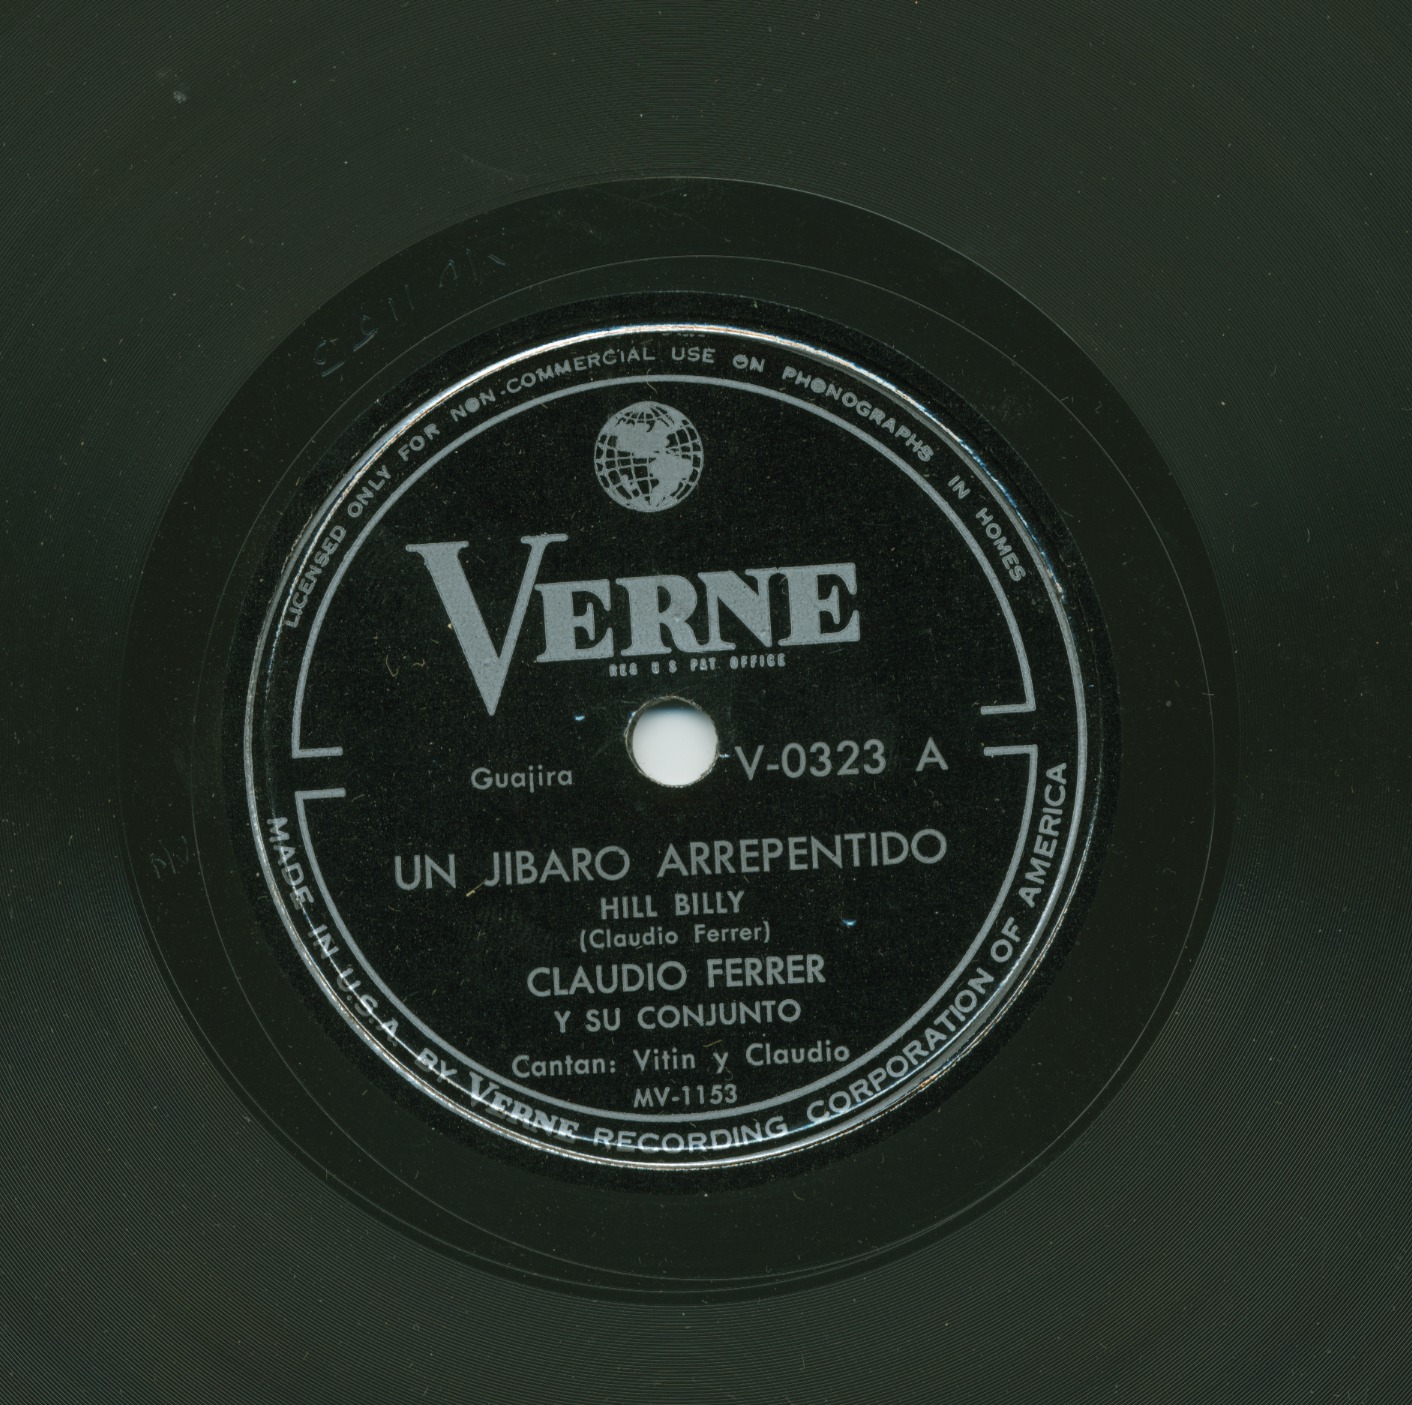 LICENSED ONLY FOR NON-COMMERCIAL USE ON PHONOGRAPHS IN HOMES
VERNE
REG U S PAT. OFFICE
Guajira
V-0323 A
UN JIBARO ARREPENTIDO
HILL BILLY
(Claudio Ferrer)
CLAUDIO FERRER
Y SU CONJUNTO
Cantan: Vitin y Claudio
MV-1153
MADE IN U.S.A. BY VERNE RECORDING CORPORATION OF AMERICA